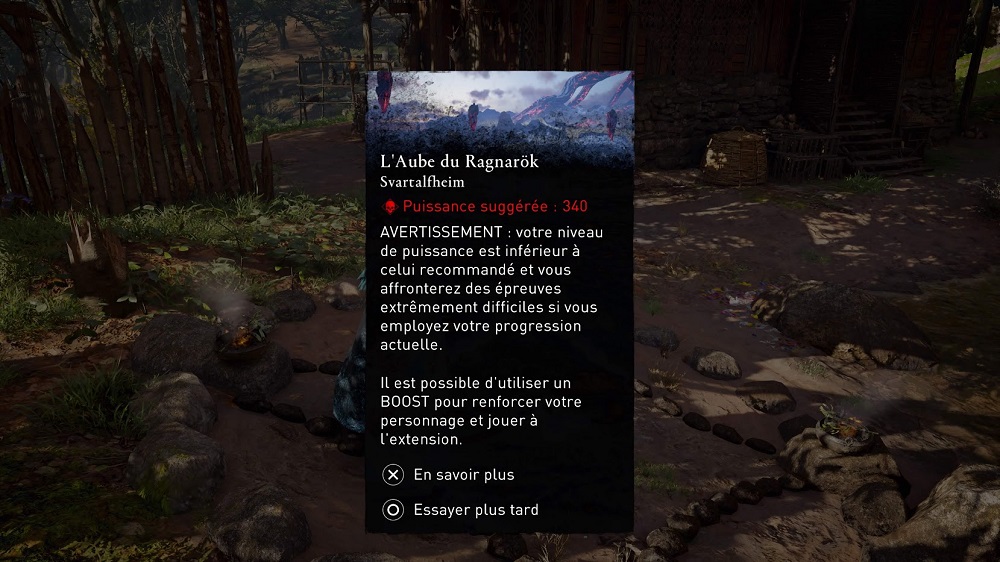 L'Aube du Ragnarök
Svartalfheim
Puissance suggérée : 340
AVERTISSEMENT : votre niveau
de puissance est inférieur à
celui recommandé et vous
affronterez des épreuves
extrêmement difficiles si vous
employez votre progression
actuelle.
Il est possible d'utiliser un
BOOST pour renforcer votre
personnage et jouer à
l'extension.
En savoir plus
Essayer plus tard